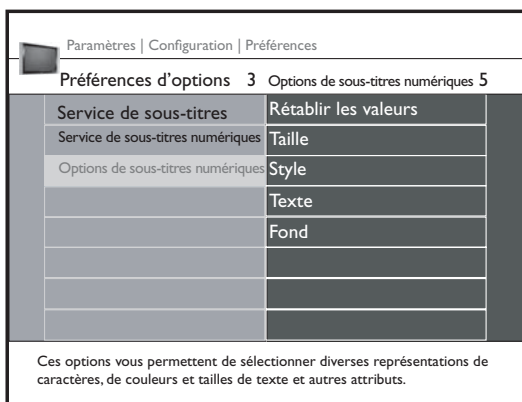 Paramètres | Configuration | Préférences
Préférences d’options 3 Options de sous-titres numériques 5
Service de sous-titres
Service de sous-titres numériques
Options de sous-titres numériques
Rétablir les valeurs
Taille
Style
Texte
Fond
Ces options vous permettent de sélectionner diverses représentations de
caractères, de couleurs et tailles de texte et autres attributs.